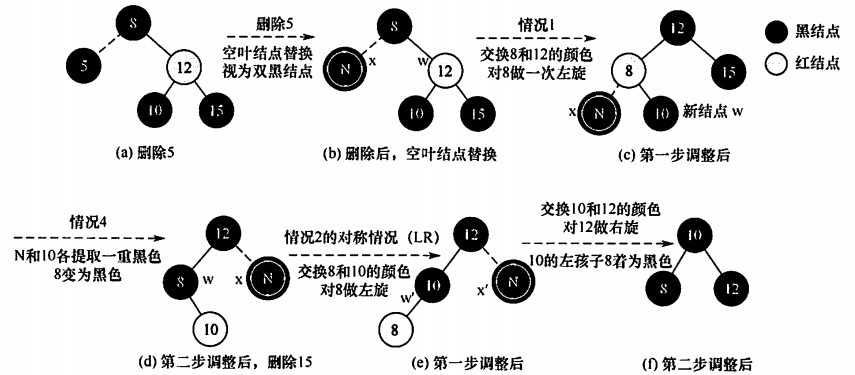 8
5
12
10
15
(a) 删除5
删除5
空叶结点替换
视为双黑结点
8
N
x
w
12
10
15
(b) 删除后，空叶结点替换
情况1
交换8和12的颜色
对8做一次左旋
12
8
15
x
N
10
新结点 w
(c) 第一步调整后
黑结点
红结点
情况4
N和10各提取一重黑色
8变为黑色
12
8
w
x
N
10
(d) 第二步调整后，删除15
情况2的对称情况（LR）
交换8和10的颜色
对8做左旋
12
10
w'
x'
N
8
(e) 第一步调整后
交换10和12的颜色
对12做右旋
10的左孩子8着为黑色
10
8
12
(f) 第二步调整后